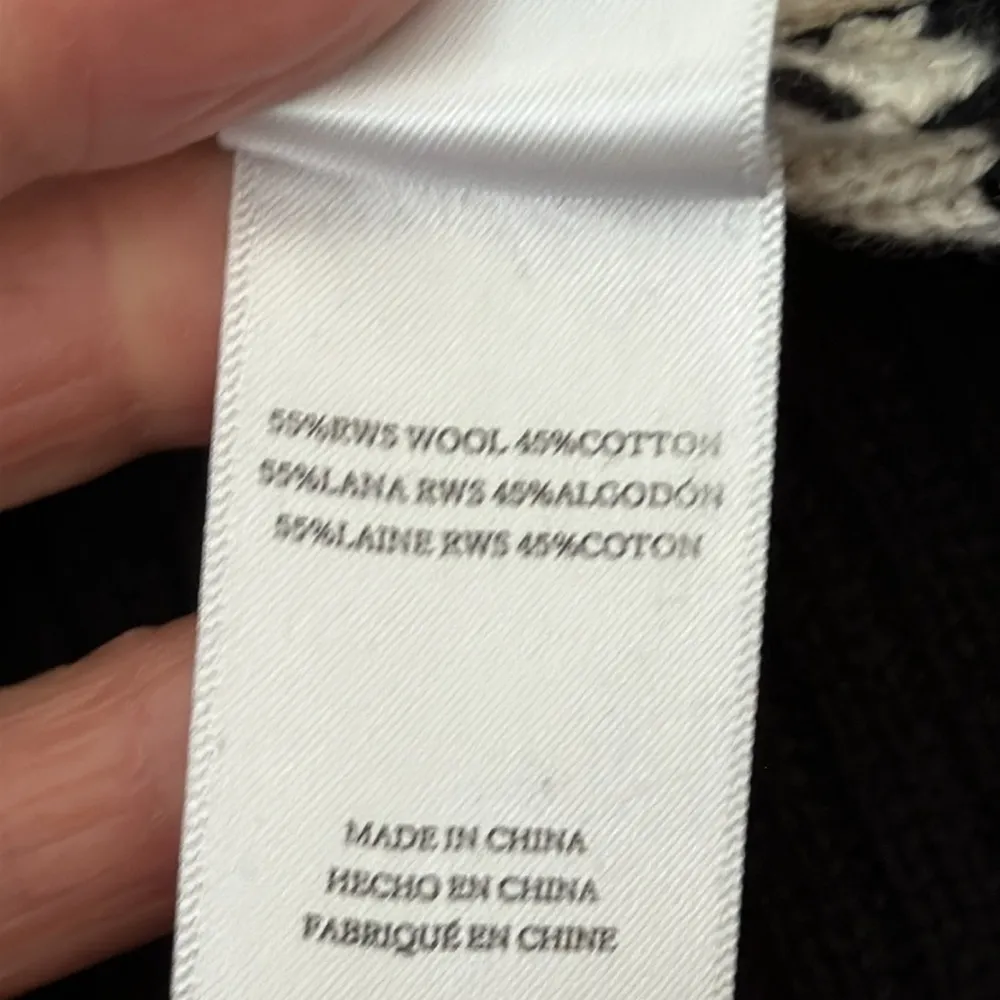 55%RWS WOOL 45%COTTON
55%LANA RWS 45%ALGODÓN
55%LAINE RWS 45%COTON
MADE IN CHINA
HECHO EN CHINA
FABRIQUÉ EN CHINE